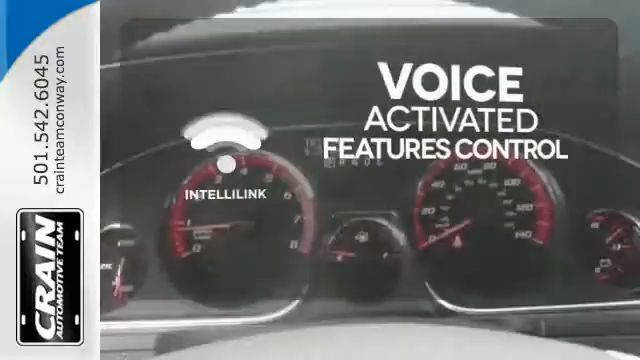 501.542.6045
crainteamconway.com
CRAIN
AUTOMOTIVE TEAM
VOICE
ACTIVATED
FEATURES CONTROL
INTELLILINK